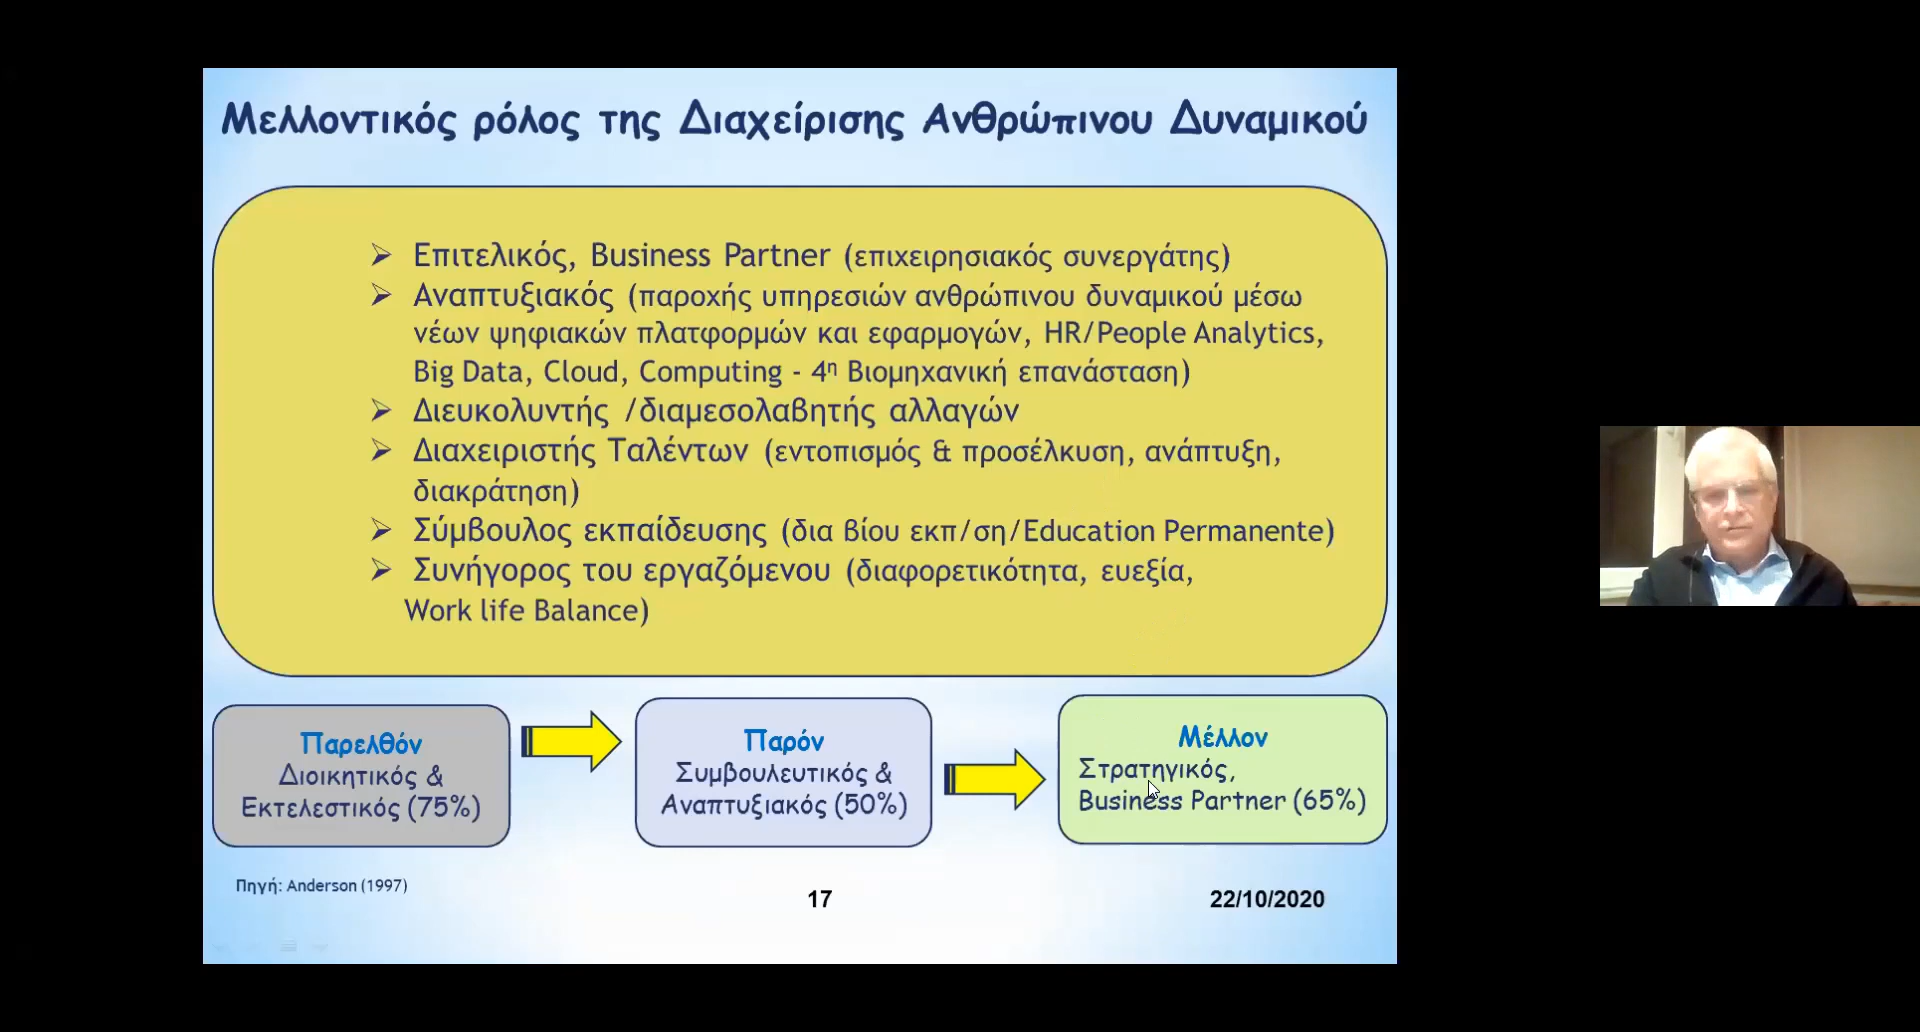 Μελλοντικός ρόλος της Διαχείρισης Ανθρώπινου Δυναμικού
➢ Επιτελικός, Business Partner (επιχειρησιακός συνεργάτης)
➢ Αναπτυξιακός (παροχής υπηρεσιών ανθρώπινου δυναμικού μέσω
νέων ψηφιακών πλατφορμών και εφαρμογών, HR/People Analytics,
Big Data, Cloud, Computing - 4η Βιομηχανική επανάσταση)
➢ Διευκολυντής /διαμεσολαβητής αλλαγών
➢ Διαχειριστής Ταλέντων (εντοπισμός & προσέλκυση, ανάπτυξη,
διακράτηση)
➢ Σύμβουλος εκπαίδευσης (δια βίου εκπ/ση/Education Permanente)
➢ Συνήγορος του εργαζόμενου (διαφορετικότητα, ευεξία,
Work life Balance)
Παρελθόν
Διοικητικός &
Εκτελεστικός (75%)
Παρόν
Συμβουλευτικός &
Αναπτυξιακός (50%)
Μέλλον
Στρατηγικός,
Business Partner (65%)
Πηγή: Anderson (1997)
17
22/10/2020